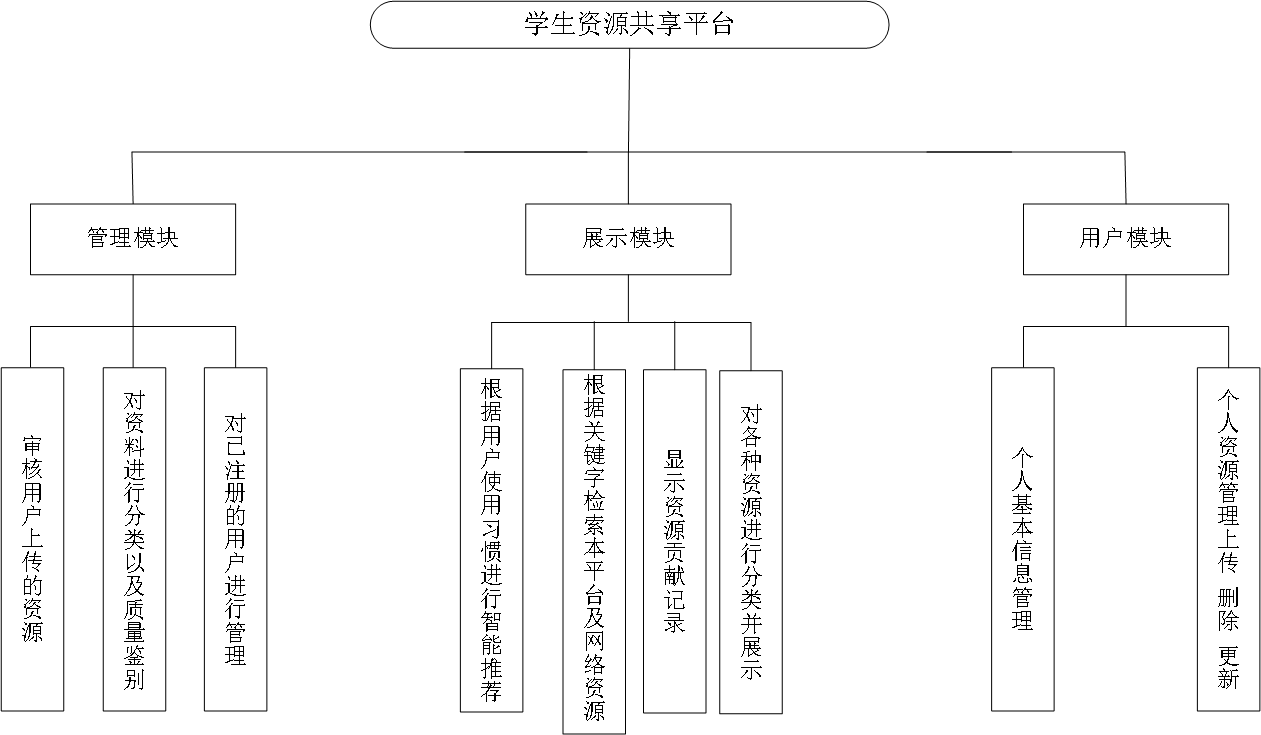 学生资源共享平台
管理模块
展示模块
用户模块
审核用户上传的资源
对资料进行分类以及质量鉴别
对已注册的用户进行管理
根据用户使用习惯进行智能推荐
根据关键字检索本平台及网络资源
显示资源贡献记录
对各种资源进行分类并展示
个人基本信息管理
个人资源管理上传 删除 更新